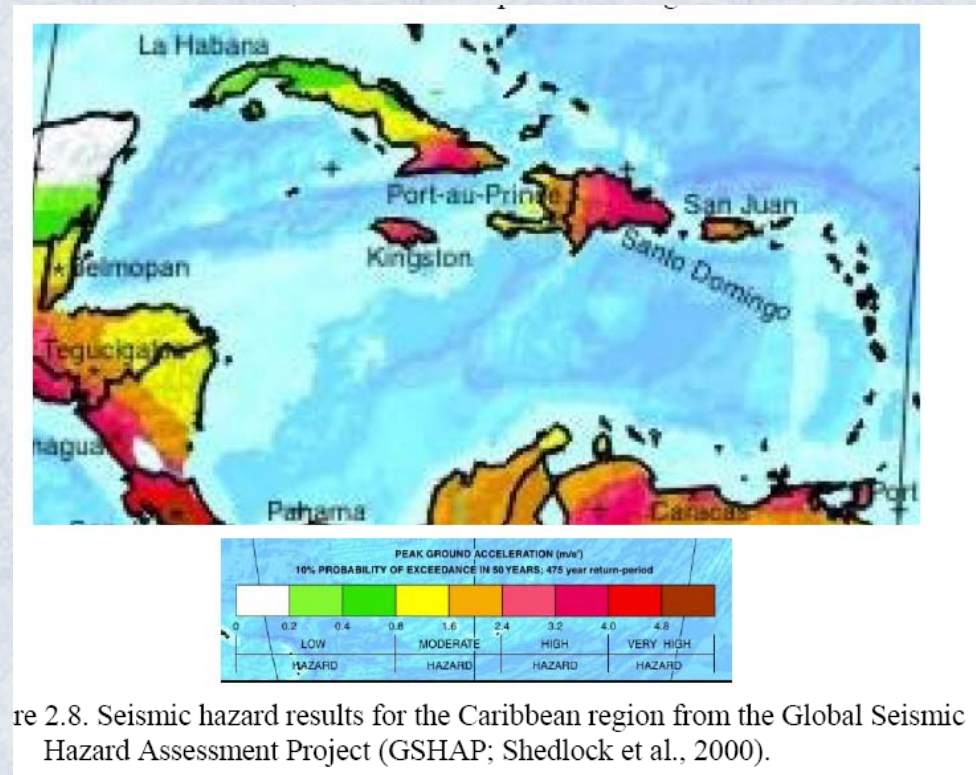 La Habana
Port-au-Prince
San Juan
Kingston
Santo Domingo
Belmopan
Tegucigalpa
nagua
Panama
Caracas
Port
PEAK GROUND ACCELERATION (m/s²)
10% PROBABILITY OF EXCEEDANCE IN 50 YEARS; 475 year return-period
0 0.2 0.4 0.8 1.6 2.4 3.2 4.0 4.8
LOW MODERATE HIGH VERY HIGH
HAZARD HAZARD HAZARD HAZARD
re 2.8. Seismic hazard results for the Caribbean region from the Global Seismic
Hazard Assessment Project (GSHAP; Shedlock et al., 2000).